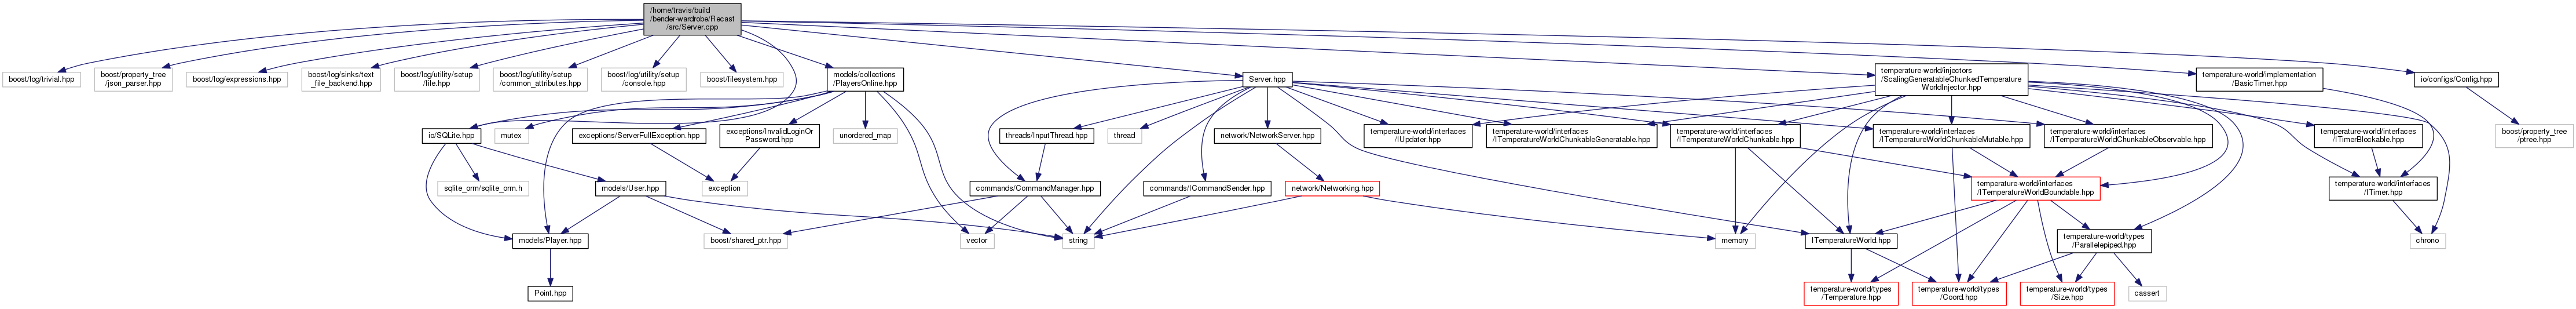 /home/travis/build
/bender-wardrobe/Recast
/src/Server.cpp
boost/log/trivial.hpp
boost/property_tree
/json_parser.hpp
boost/log/expressions.hpp
boost/log/sinks/text
_file_backend.hpp
boost/log/utility/setup
/file.hpp
boost/log/utility/setup
/common_attributes.hpp
boost/log/utility/setup
/console.hpp
boost/filesystem.hpp
models/collections
/PlayersOnline.hpp
Server.hpp
temperature-world/injectors
/ScalingGeneratableChunkedTemperature
WorldInjector.hpp
temperature-world/implementation
/BasicTimer.hpp
io/configs/Config.hpp
io/SQLite.hpp
mutex
exceptions/ServerFullException.hpp
exceptions/InvalidLoginOr
Password.hpp
unordered_map
threads/InputThread.hpp
thread
network/NetworkServer.hpp
temperature-world/interfaces
/IUpdater.hpp
temperature-world/interfaces
/ITemperatureWorldChunkableGeneratable.hpp
temperature-world/interfaces
/ITemperatureWorldChunkable.hpp
temperature-world/interfaces
/ITemperatureWorldChunkableMutable.hpp
temperature-world/interfaces
/ITemperatureWorldChunkableObservable.hpp
temperature-world/interfaces
/ITimerBlockable.hpp
boost/property_tree
/ptree.hpp
sqlite_orm/sqlite_orm.h
models/User.hpp
exception
commands/CommandManager.hpp
commands/ICommandSender.hpp
network/Networking.hpp
temperature-world/interfaces
/ITemperatureWorldBoundable.hpp
temperature-world/interfaces
/ITimer.hpp
models/Player.hpp
boost/shared_ptr.hpp
vector
string
memory
ITemperatureWorld.hpp
temperature-world/types
/Parallelepiped.hpp
chrono
Point.hpp
temperature-world/types
/Temperature.hpp
temperature-world/types
/Coord.hpp
temperature-world/types
/Size.hpp
cassert